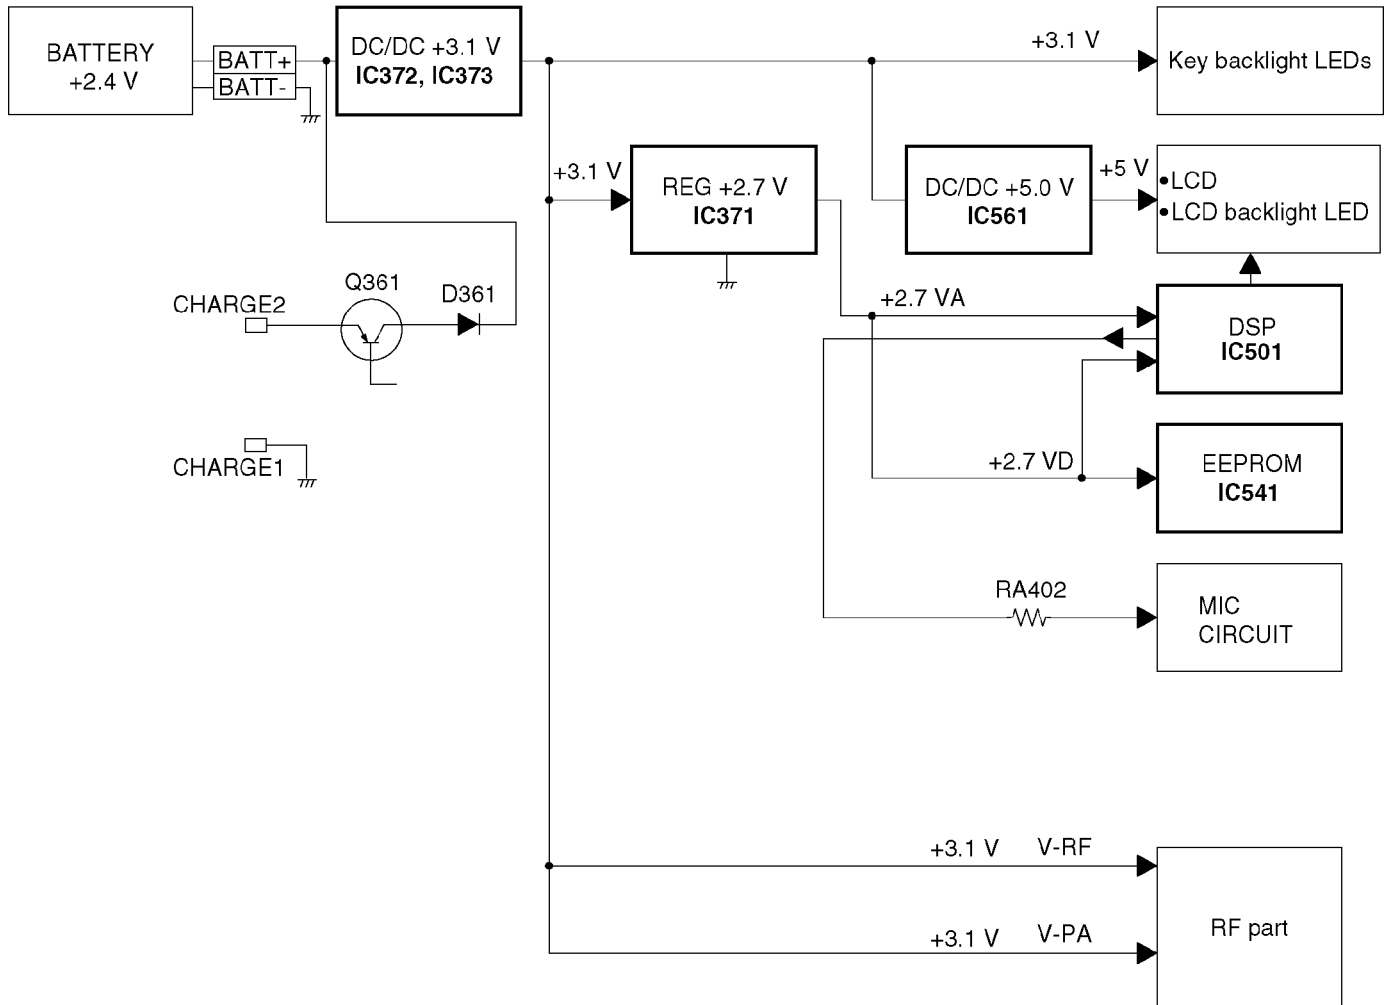 BATTERY
+2.4 V
BATT+
BATT-
DC/DC +3.1 V
IC372, IC373
+3.1 V
Key backlight LEDs
+3.1 V
REG +2.7 V
IC371
DC/DC +5.0 V
IC561
+5 V
•LCD
•LCD backlight LED
CHARGE2
Q361
D361
+2.7 VA
DSP
IC501
CHARGE1
+2.7 VD
EEPROM
IC541
RA402
MIC
CIRCUIT
+3.1 V V-RF
+3.1 V V-PA
RF part